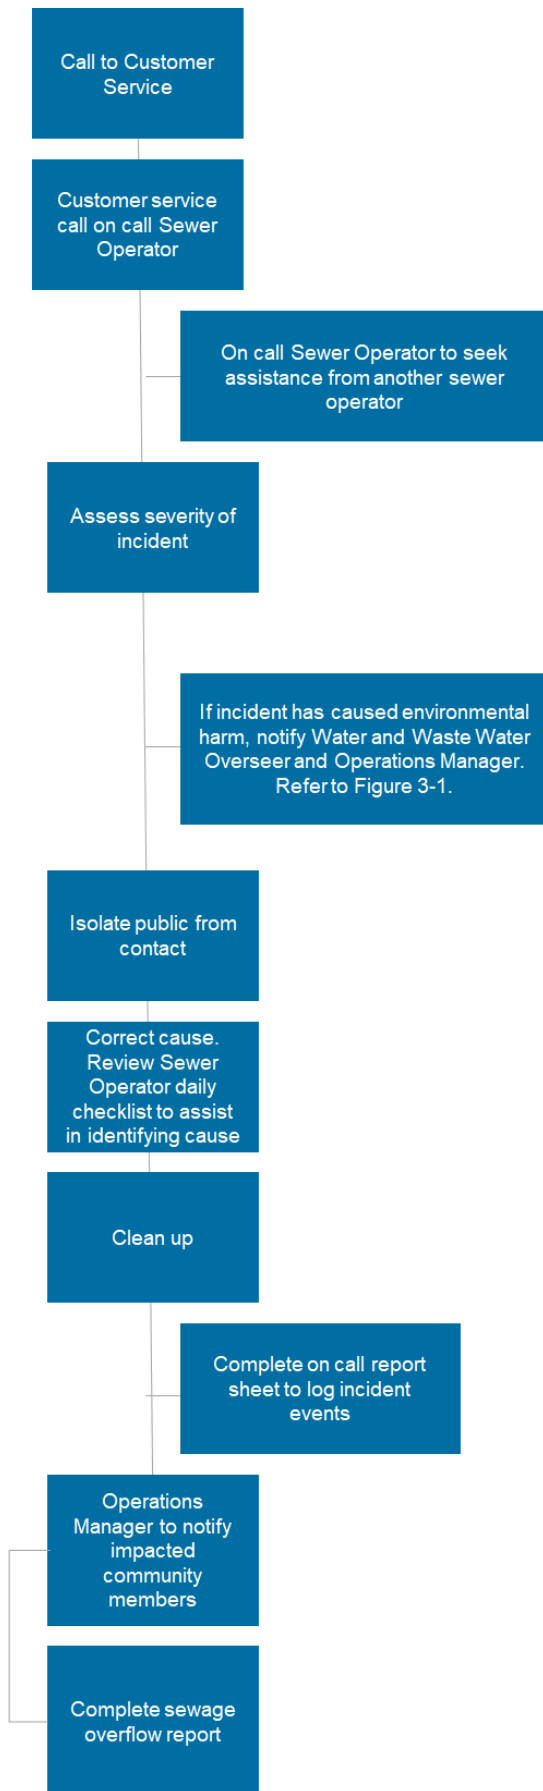 Call to Customer
Service
Customer service
call on call Sewer
Operator
On call Sewer Operator to seek
assistance from another sewer
operator
Assess severity of
incident
If incident has caused environmental
harm, notify Water and Waste Water
Overseer and Operations Manager.
Refer to Figure 3-1.
Isolate public from
contact
Correct cause.
Review Sewer
Operator daily
checklist to assist
in identifying cause
Clean up
Complete on call report
sheet to log incident
events
Operations
Manager to notify
impacted
community
members
Complete sewage
overflow report